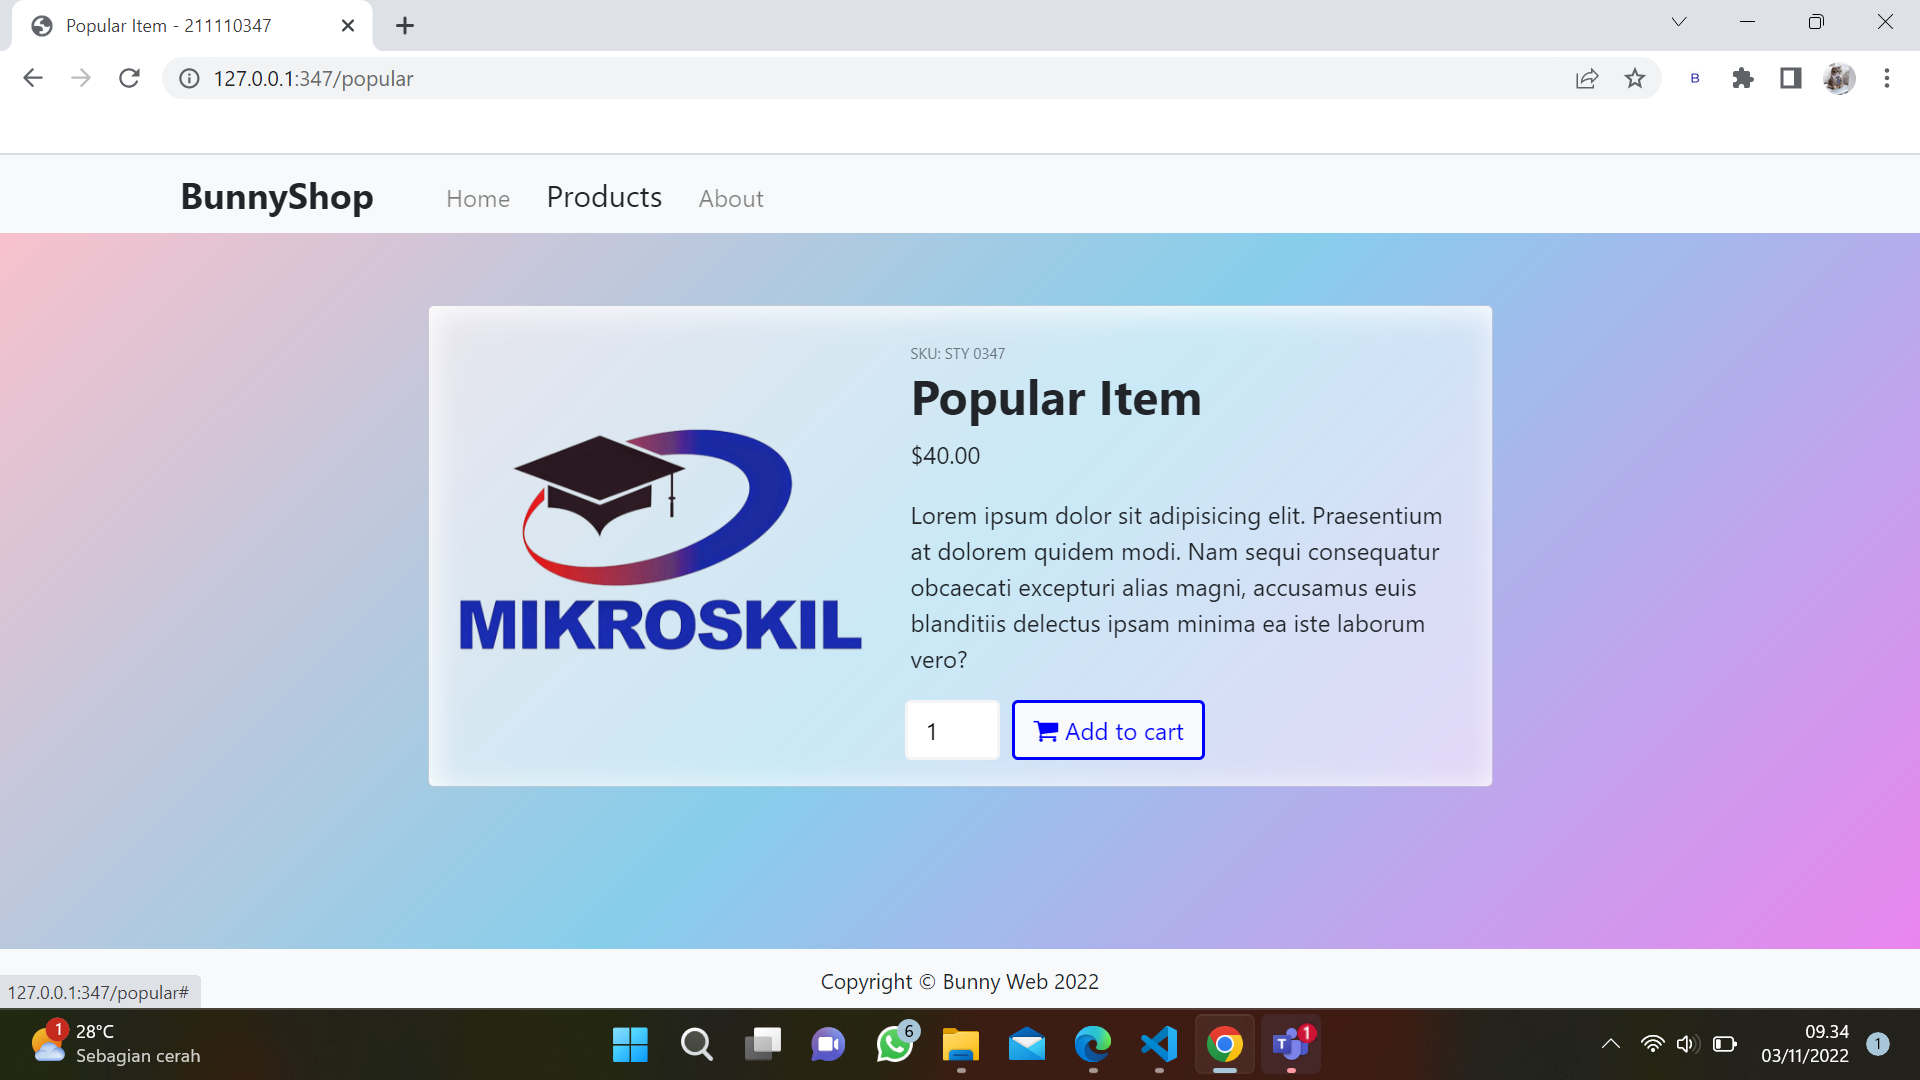 Popular Item - 211110347
127.0.0.1:347/popular
B
BunnyShop
Home
Products
About
SKU: STY 0347
Popular Item
$40.00
Lorem ipsum dolor sit adipisicing elit. Praesentium
at dolorem quidem modi. Nam sequi consequatur
obcaecati excepturi alias magni, accusamus euis
blanditiis delectus ipsam minima ea iste laborum
vero?
MIKROSKIL
1
Add to cart
Copyright © Bunny Web 2022
127.0.0.1:347/popular#
1
28°C
Sebagian cerah
6
T
1
09.34
03/11/2022
1